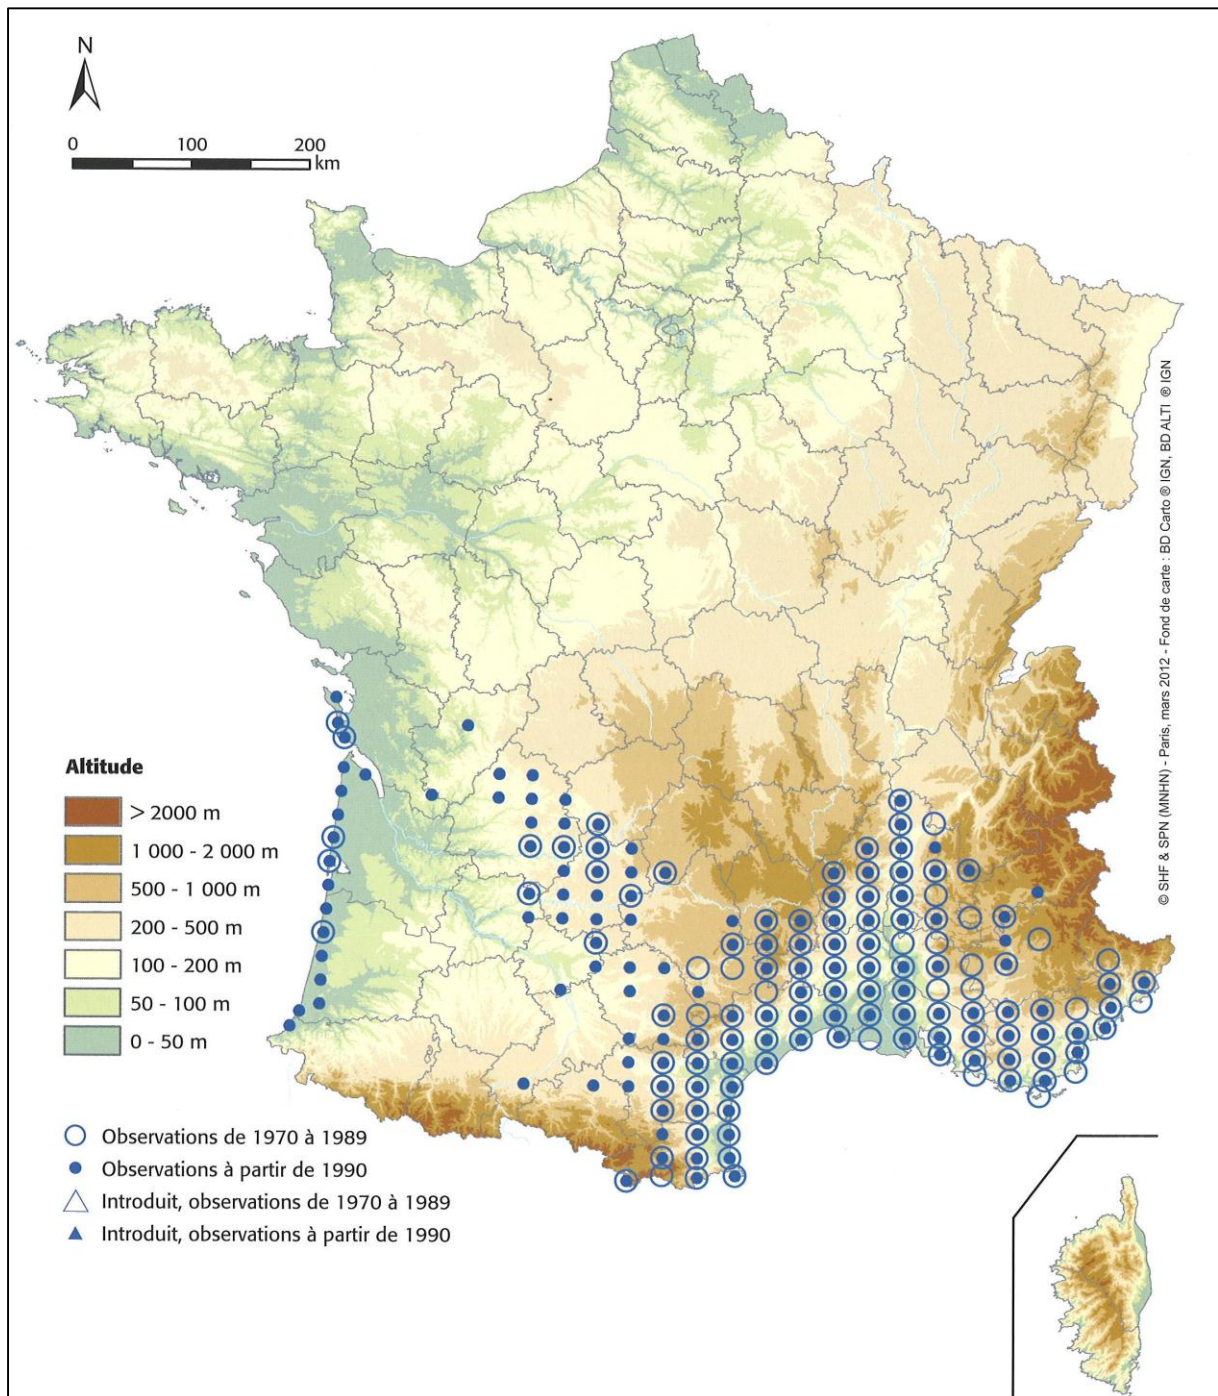 N
0 100 200
km
Altitude
> 2000 m
1 000 - 2 000 m
500 - 1 000 m
200 - 500 m
100 - 200 m
50 - 100 m
0 - 50 m
Observations de 1970 à 1989
Observations à partir de 1990
Introduit, observations de 1970 à 1989
Introduit, observations à partir de 1990
© SHF & SPN (MNHN) - Paris, mars 2012 - Fond de carte : BD Carto ® IGN, BD ALTI ® IGN